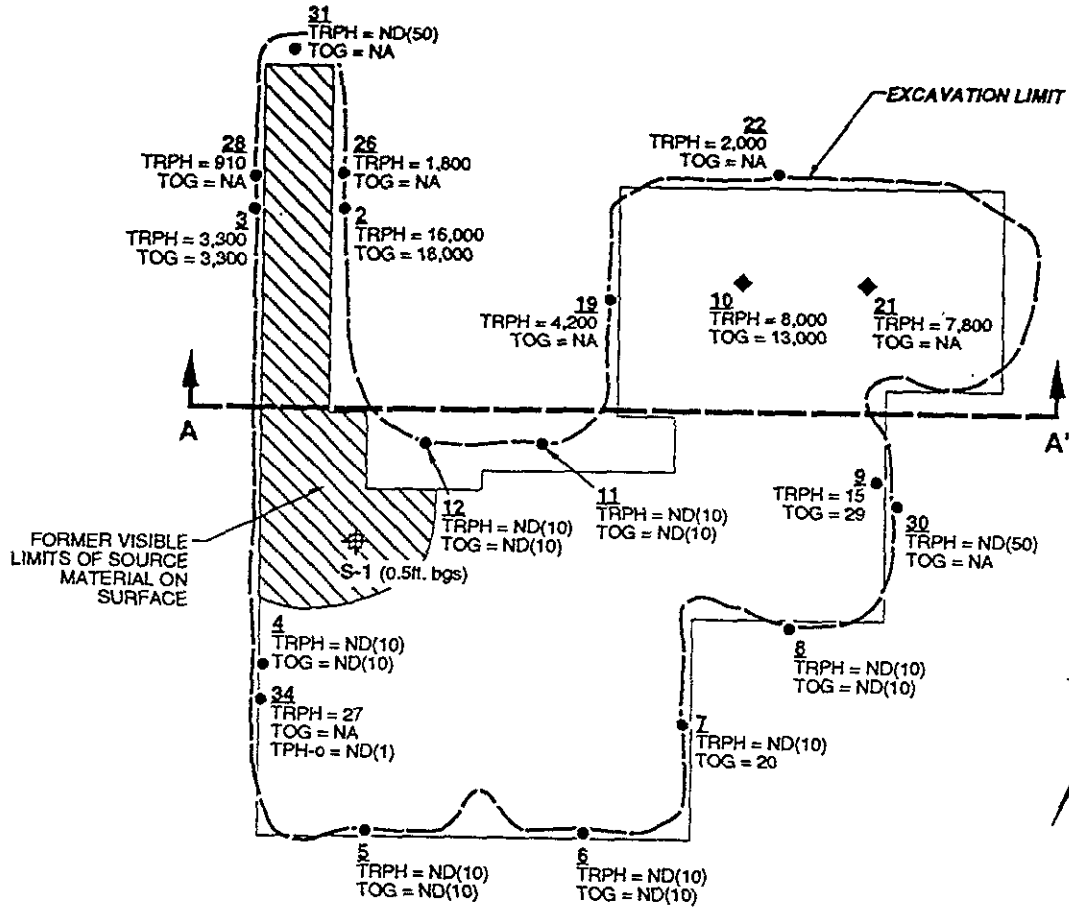 31
TRPH = ND(50)
TOG = NA
EXCAVATION LIMIT
22
TRPH = 2,000
TOG = NA
28
TRPH = 910
TOG = NA
26
TRPH = 1,800
TOG = NA
3
TRPH = 3,300
TOG = 3,300
2
TRPH = 16,000
TOG = 18,000
19
TRPH = 4,200
TOG = NA
10
TRPH = 8,000
TOG = 13,000
21
TRPH = 7,800
TOG = NA
A
A'
12
TRPH = ND(10)
TOG = ND(10)
11
TRPH = ND(10)
TOG = ND(10)
9
TRPH = 15
TOG = 29
30
TRPH = ND(50)
TOG = NA
FORMER VISIBLE
LIMITS OF SOURCE
MATERIAL ON
SURFACE
S-1 (0.5ft. bgs)
4
TRPH = ND(10)
TOG = ND(10)
34
TRPH = 27
TOG = NA
TPH-o = ND(1)
8
TRPH = ND(10)
TOG = ND(10)
7
TRPH = ND(10)
TOG = 20
5
TRPH = ND(10)
TOG = ND(10)
6
TRPH = ND(10)
TOG = ND(10)